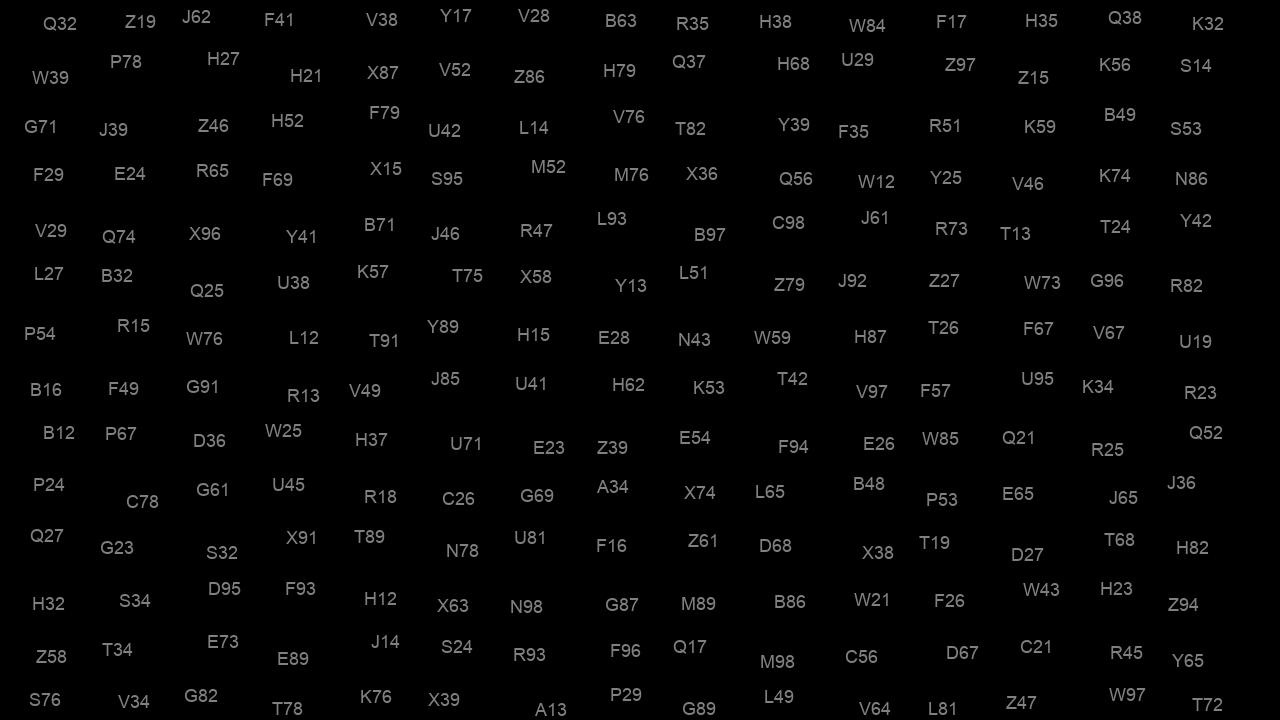 Q32 Z19 J62 F41 V38 Y17 V28 B63 R35 H38 W84 F17 H35 Q38 K32
W39 P78 H27 H21 X87 V52 Z86 H79 Q37 H68 U29 Z97 Z15 K56 S14
G71 J39 Z46 H52 F79 U42 L14 V76 T82 Y39 F35 R51 K59 B49 S53
F29 E24 R65 F69 X15 S95 M52 M76 X36 Q56 W12 Y25 V46 K74 N86
V29 Q74 X96 Y41 B71 J46 R47 L93 B97 C98 J61 R73 T13 T24 Y42
L27 B32 Q25 U38 K57 T75 X58 Y13 L51 Z79 J92 Z27 W73 G96 R82
P54 R15 W76 L12 T91 Y89 H15 E28 N43 W59 H87 T26 F67 V67 U19
B16 F49 G91 R13 V49 J85 U41 H62 K53 T42 V97 F57 U95 K34 R23
B12 P67 D36 W25 H37 U71 E23 Z39 E54 F94 E26 W85 Q21 R25 Q52
P24 C78 G61 U45 R18 C26 G69 A34 X74 L65 B48 P53 E65 J65 J36
Q27 G23 S32 X91 T89 N78 U81 F16 Z61 D68 X38 T19 D27 T68 H82
H32 S34 D95 F93 H12 X63 N98 G87 M89 B86 W21 F26 W43 H23 Z94
Z58 T34 E73 E89 J14 S24 R93 F96 Q17 M98 C56 D67 C21 R45 Y65
S76 V34 G82 T78 K76 X39 A13 P29 G89 L49 V64 L81 Z47 W97 T72